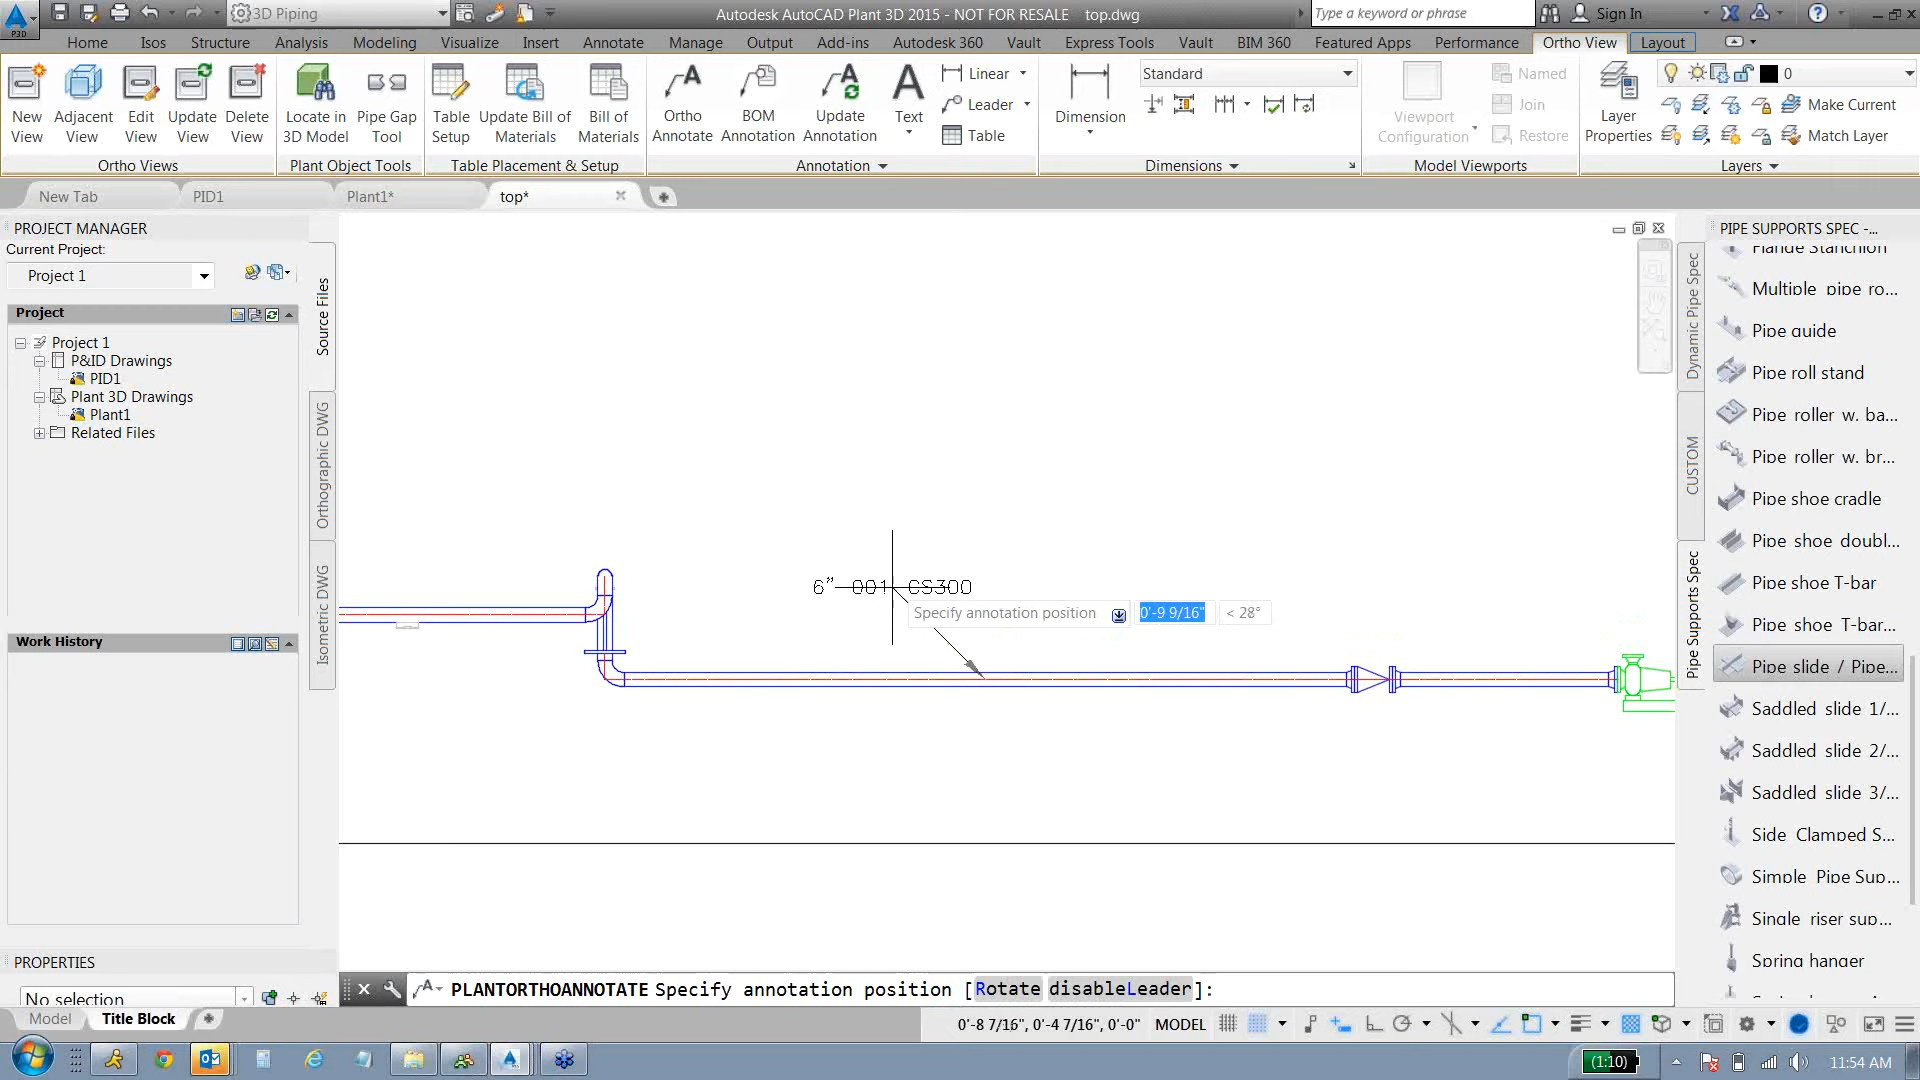 3D Piping
Autodesk AutoCAD Plant 3D 2015 - NOT FOR RESALE top.dwg
Type a keyword or phrase
Sign In
P3D
Home Isos Structure Analysis Modeling Visualize Insert Annotate Manage Output Add-ins Autodesk 360 Vault Express Tools Vault BIM 360 Featured Apps Performance Ortho View Layout
New View
Adjacent View
Edit View
Update View
Delete View
Locate in 3D Model
Pipe Gap Tool
Table Setup
Update Bill of Materials
Bill of Materials
Ortho Annotate
BOM Annotation
Update Annotation
Text
Linear
Leader
Table
Dimension
Standard
Viewport Configuration
Named
Join
Restore
Layer Properties
0
Make Current
Match Layer
Ortho Views Plant Object Tools Table Placement & Setup Annotation Dimensions Model Viewports Layers
New Tab PID1 Plant1* top*
PROJECT MANAGER
Current Project:
Project 1
Project
Project 1
P&ID Drawings
PID1
Plant 3D Drawings
Plant1
Related Files
Work History
Source Files
Orthographic DWG
Isometric DWG
PROPERTIES
No selection
6" 001 CS300
Specify annotation position 0'-9 9/16" < 28°
PIPE SUPPORTS SPEC -...
Dynamic Pipe Spec
CUSTOM
Pipe Supports Spec
Flange Stanchion
Multiple pipe ro...
Pipe guide
Pipe roll stand
Pipe roller w. ba...
Pipe roller w. br...
Pipe shoe cradle
Pipe shoe doubl...
Pipe shoe T-bar
Pipe shoe T-bar...
Pipe slide / Pipe...
Saddled slide 1/...
Saddled slide 2/...
Saddled slide 3/...
Side Clamped S...
Simple Pipe Sup...
Single riser sup...
Spring hanger
PLANTORTHOANNOTATE Specify annotation position [Rotate disableLeader]:
Model Title Block
0'-8 7/16", 0'-4 7/16", 0'-0" MODEL
(1:10)
11:54 AM